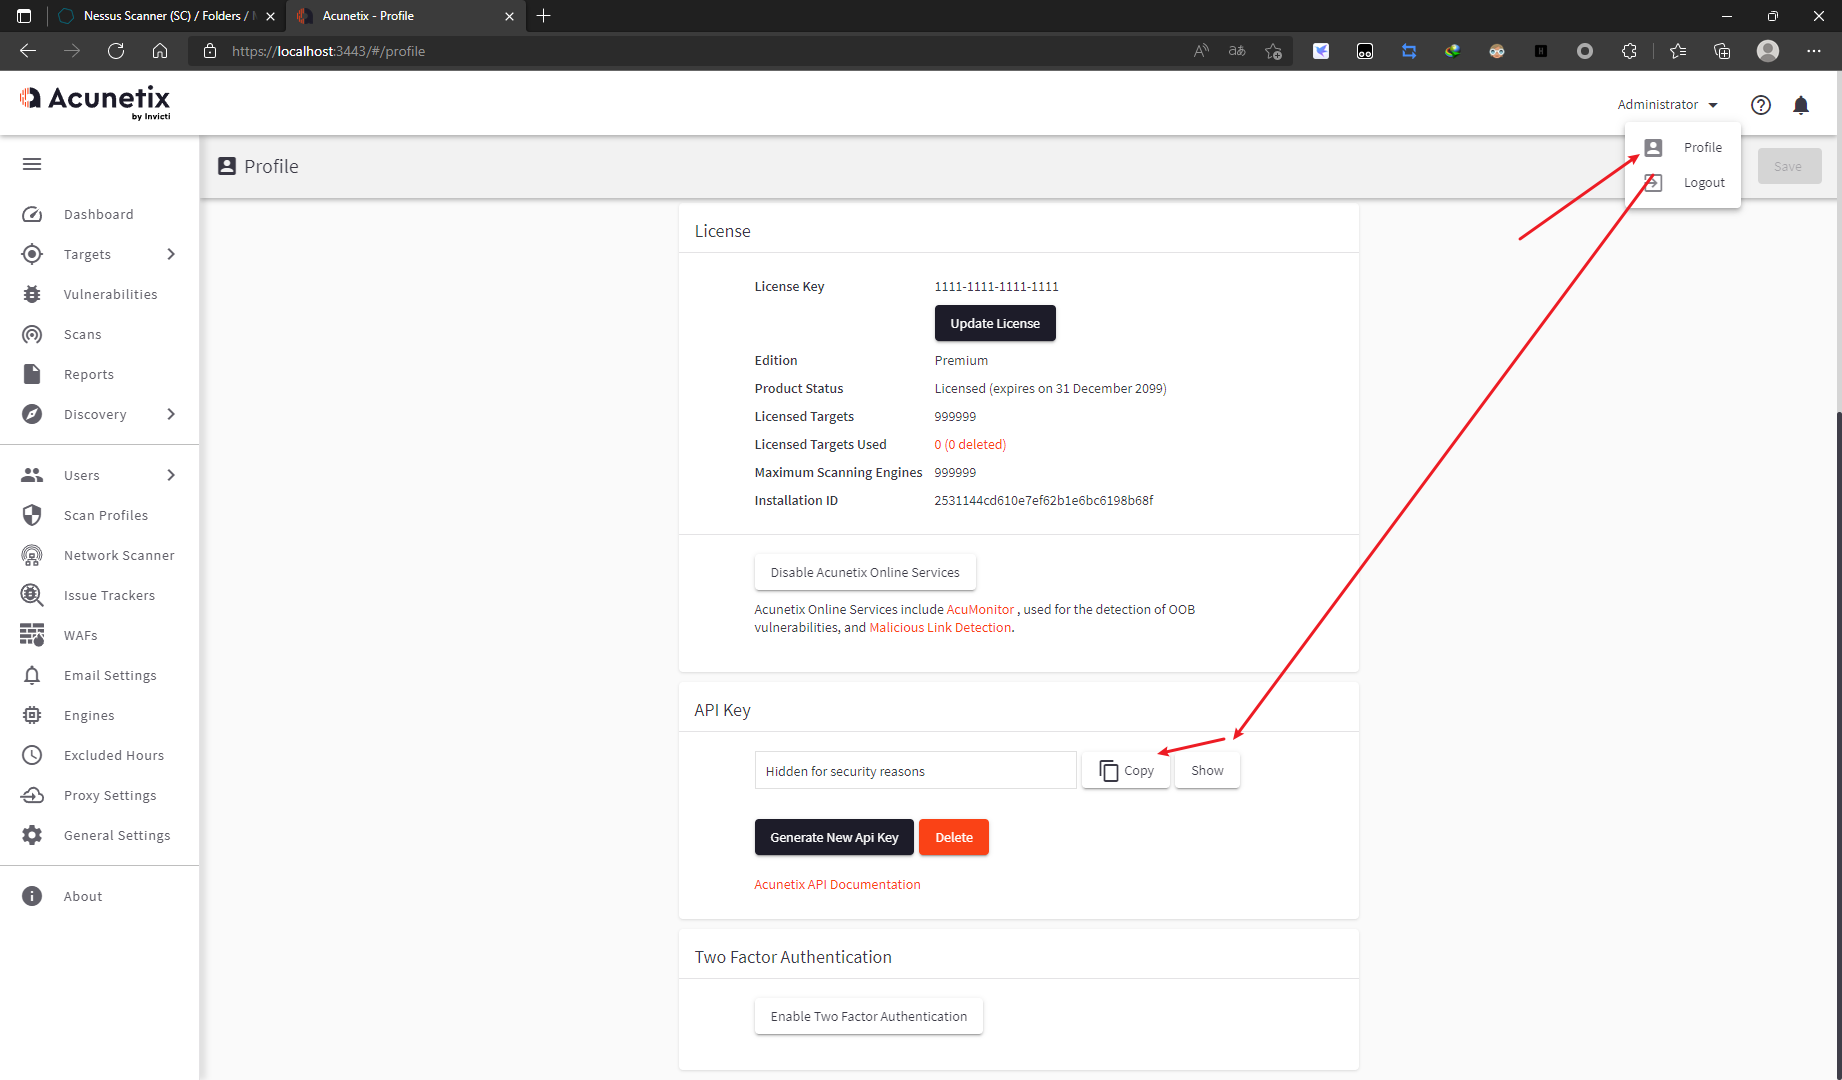 Nessus Scanner (SC) / Folders /
Acunetix - Profile
https://localhost:3443/#/profile
Acunetix
by Invicti
Administrator
Profile
Logout
Profile
Save
Dashboard
Targets
Vulnerabilities
Scans
Reports
Discovery
Users
Scan Profiles
Network Scanner
Issue Trackers
WAFs
Email Settings
Engines
Excluded Hours
Proxy Settings
General Settings
About
License
License Key 1111-1111-1111-1111
Update License
Edition Premium
Product Status Licensed (expires on 31 December 2099)
Licensed Targets 999999
Licensed Targets Used 0 (0 deleted)
Maximum Scanning Engines 999999
Installation ID 2531144cd610e7ef62b1e6bc6198b68f
Disable Acunetix Online Services
Acunetix Online Services include AcuMonitor , used for the detection of OOB
vulnerabilities, and Malicious Link Detection.
API Key
Hidden for security reasons Copy Show
Generate New Api Key Delete
Acunetix API Documentation
Two Factor Authentication
Enable Two Factor Authentication